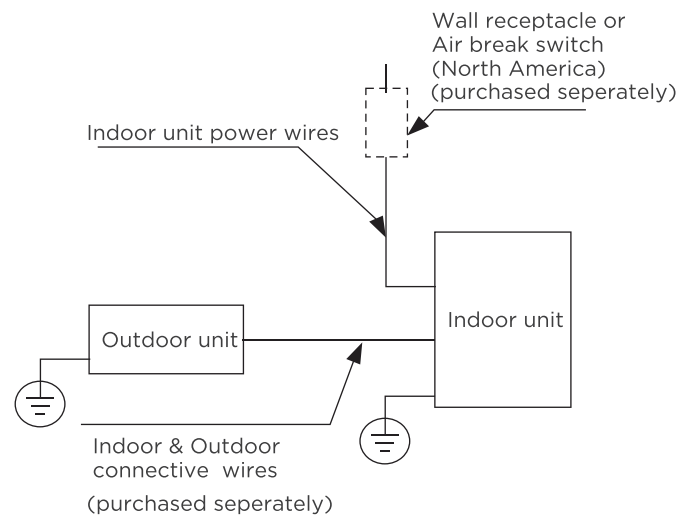 Wall receptacle or
Air break switch
(North America)
(purchased seperately)
Indoor unit power wires
Indoor unit
Outdoor unit
Indoor & Outdoor
connective wires
(purchased seperately)